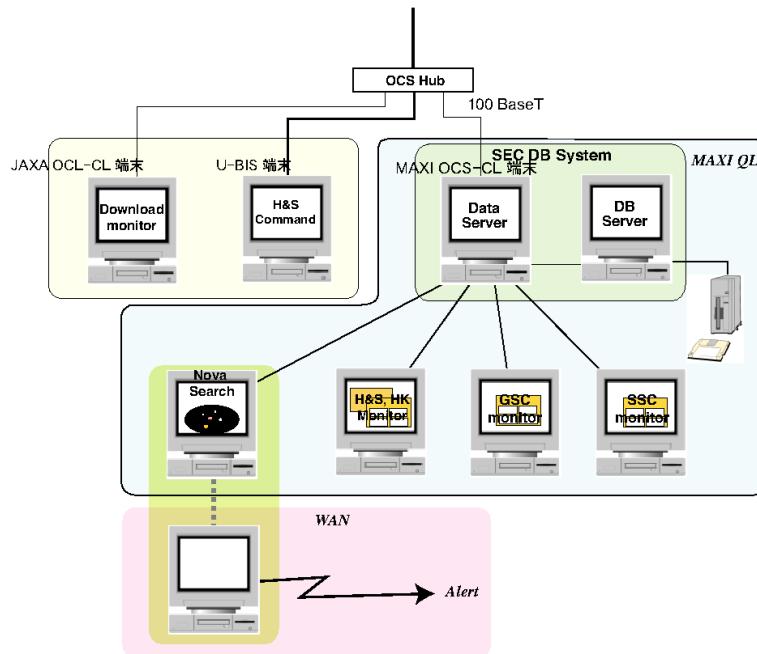 OCS Hub
100 BaseT
JAXA OCL-CL 端末
U-BIS 端末
SEC DB System
MAXI OCS-CL 端末
MAXI QL
Download
monitor
H&S
Command
Data
Server
DB
Server
Nova
Search
H&S, HK
Monitor
GSC
monitor
SSC
monitor
WAN
Alert